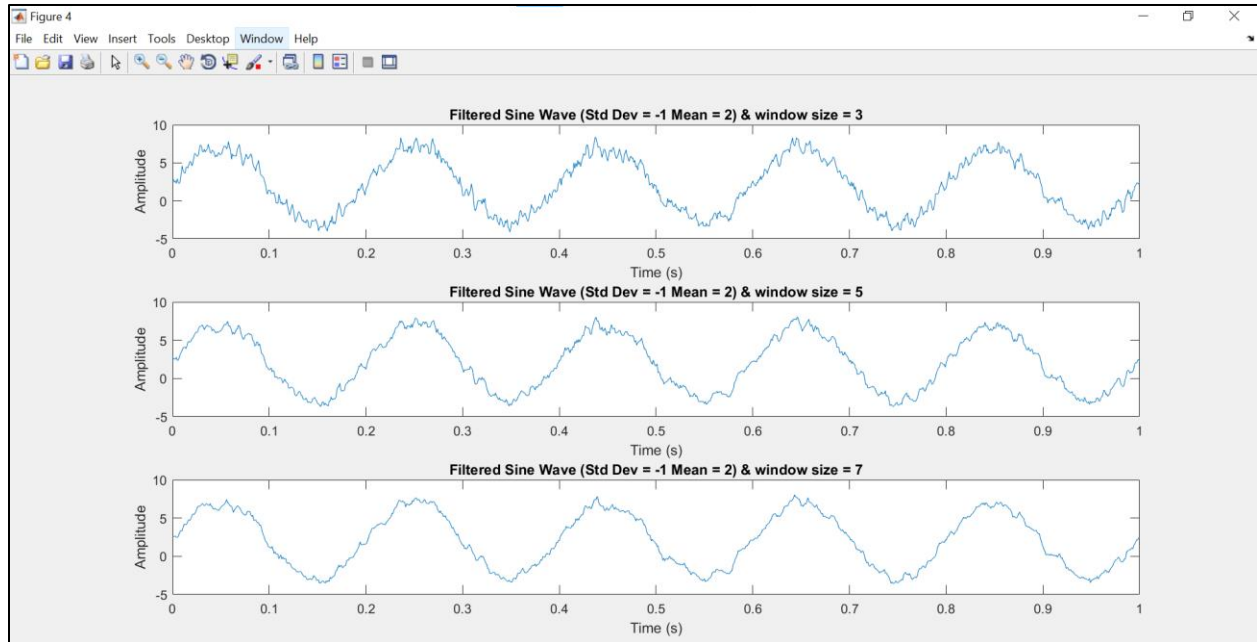 Figure 4
File Edit View Insert Tools Desktop Window Help
Filtered Sine Wave (Std Dev = -1 Mean = 2) & window size = 3
10
5
0
-5
Amplitude
0 0.1 0.2 0.3 0.4 0.5 0.6 0.7 0.8 0.9 1
Time (s)
Filtered Sine Wave (Std Dev = -1 Mean = 2) & window size = 5
10
5
0
-5
Amplitude
0 0.1 0.2 0.3 0.4 0.5 0.6 0.7 0.8 0.9 1
Time (s)
Filtered Sine Wave (Std Dev = -1 Mean = 2) & window size = 7
10
5
0
-5
Amplitude
0 0.1 0.2 0.3 0.4 0.5 0.6 0.7 0.8 0.9 1
Time (s)